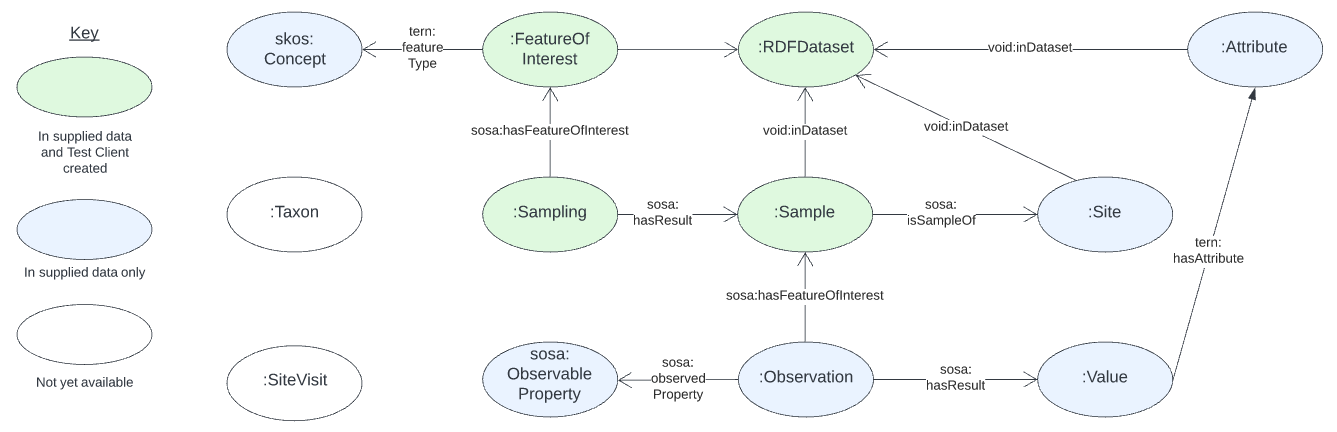 Key
In supplied data
and Test Client
created
In supplied data only
Not yet available
skos:
Concept
tern:
feature
Type
:FeatureOf
Interest
:RDFDataset
void:inDataset
:Attribute
sosa:hasFeatureOfInterest
void:inDataset
void:inDataset
:Taxon
:Sampling
sosa:
hasResult
:Sample
sosa:
isSampleOf
:Site
tern:
hasAttribute
sosa:hasFeatureOfInterest
:SiteVisit
sosa:
Observable
Property
sosa:
observed
Property
:Observation
sosa:
hasResult
:Value